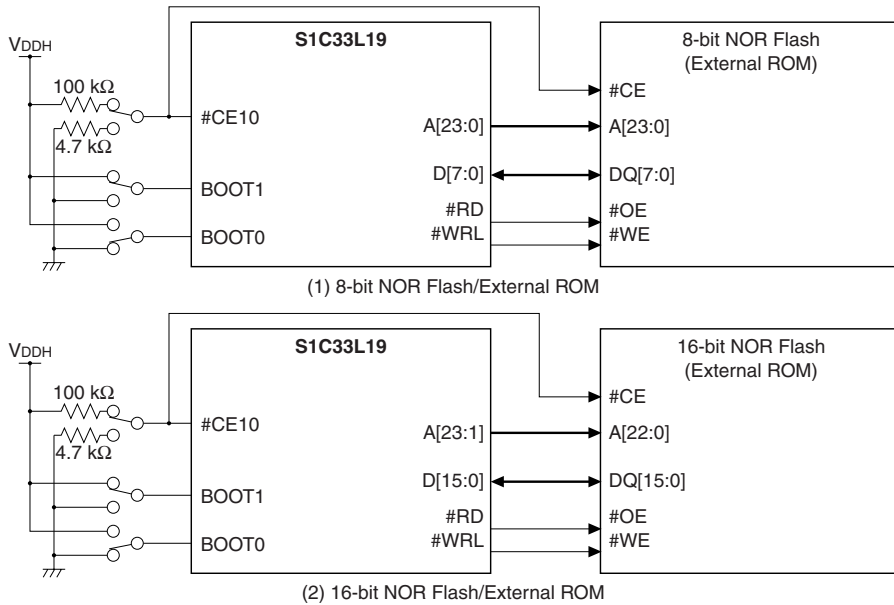 S1C33L19
8-bit NOR Flash
(External ROM)
VDDH
100 kΩ
4.7 kΩ
#CE10
BOOT1
BOOT0
A[23:0]
D[7:0]
#RD
#WRL
#CE
A[23:0]
DQ[7:0]
#OE
#WE
(1) 8-bit NOR Flash/External ROM
S1C33L19
16-bit NOR Flash
(External ROM)
VDDH
100 kΩ
4.7 kΩ
#CE10
BOOT1
BOOT0
A[23:1]
D[15:0]
#RD
#WRL
#CE
A[22:0]
DQ[15:0]
#OE
#WE
(2) 16-bit NOR Flash/External ROM